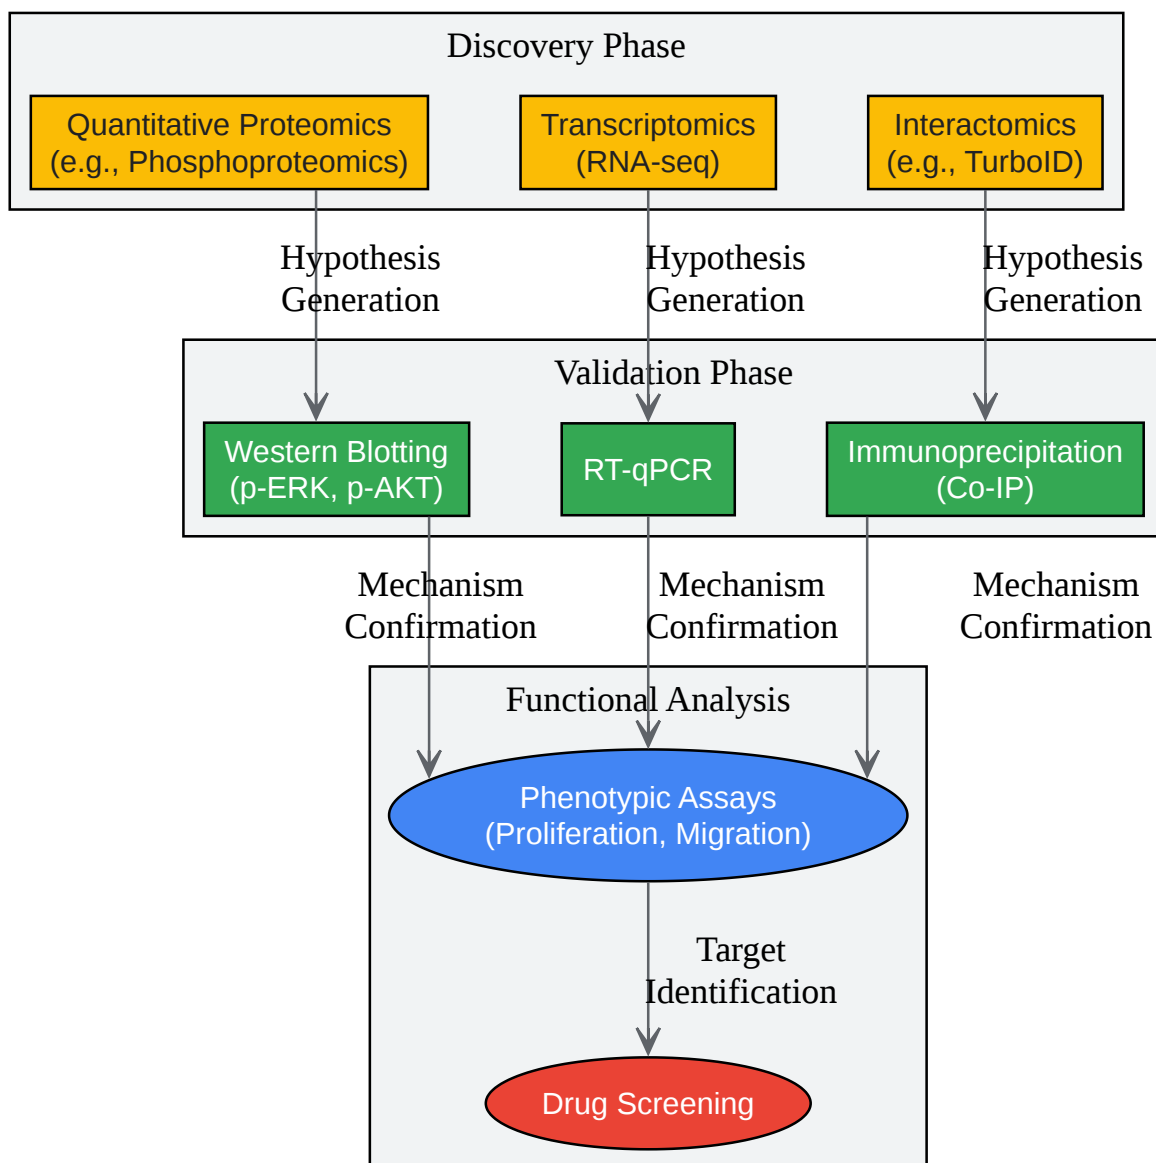 Discovery Phase
Quantitative Proteomics
(e.g., Phosphoproteomics)
Transcriptomics
(RNA-seq)
Interactomics
(e.g., TurboID)
Hypothesis
Generation
Hypothesis
Generation
Hypothesis
Generation
Validation Phase
Western Blotting
(p-ERK, p-AKT)
RT-qPCR
Immunoprecipitation
(Co-IP)
Mechanism
Confirmation
Mechanism
Confirmation
Mechanism
Confirmation
Functional Analysis
Phenotypic Assays
(Proliferation, Migration)
Target
Identification
Drug Screening